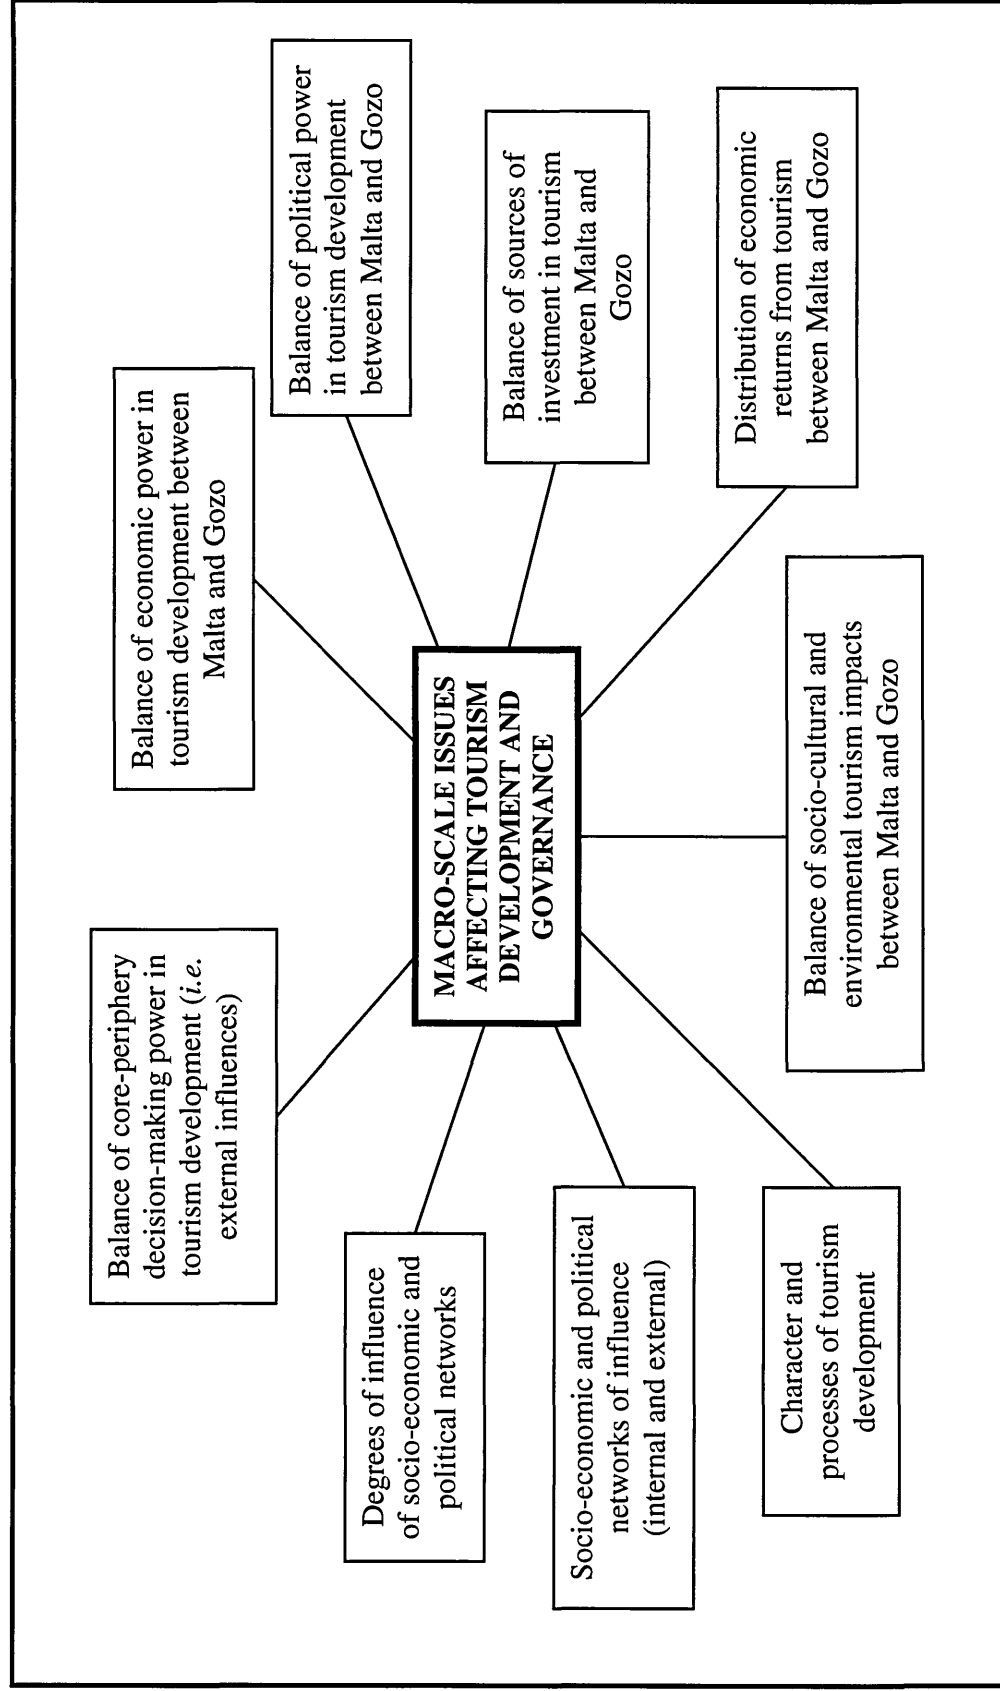 Balance of core-periphery
decision-making power in
tourism development (i.e.
external influences)
Balance of economic power in
tourism development between
Malta and Gozo
Degrees of influence
of socio-economic and
political networks
Balance of political power
in tourism development
between Malta and Gozo
MACRO-SCALE ISSUES
AFFECTING TOURISM
DEVELOPMENT AND
GOVERNANCE
Socio-economic and political
networks of influence
(internal and external)
Balance of sources of
investment in tourism
between Malta and
Gozo
Character and
processes of tourism
development
Balance of socio-cultural and
environmental tourism impacts
between Malta and Gozo
Distribution of economic
returns from tourism
between Malta and Gozo